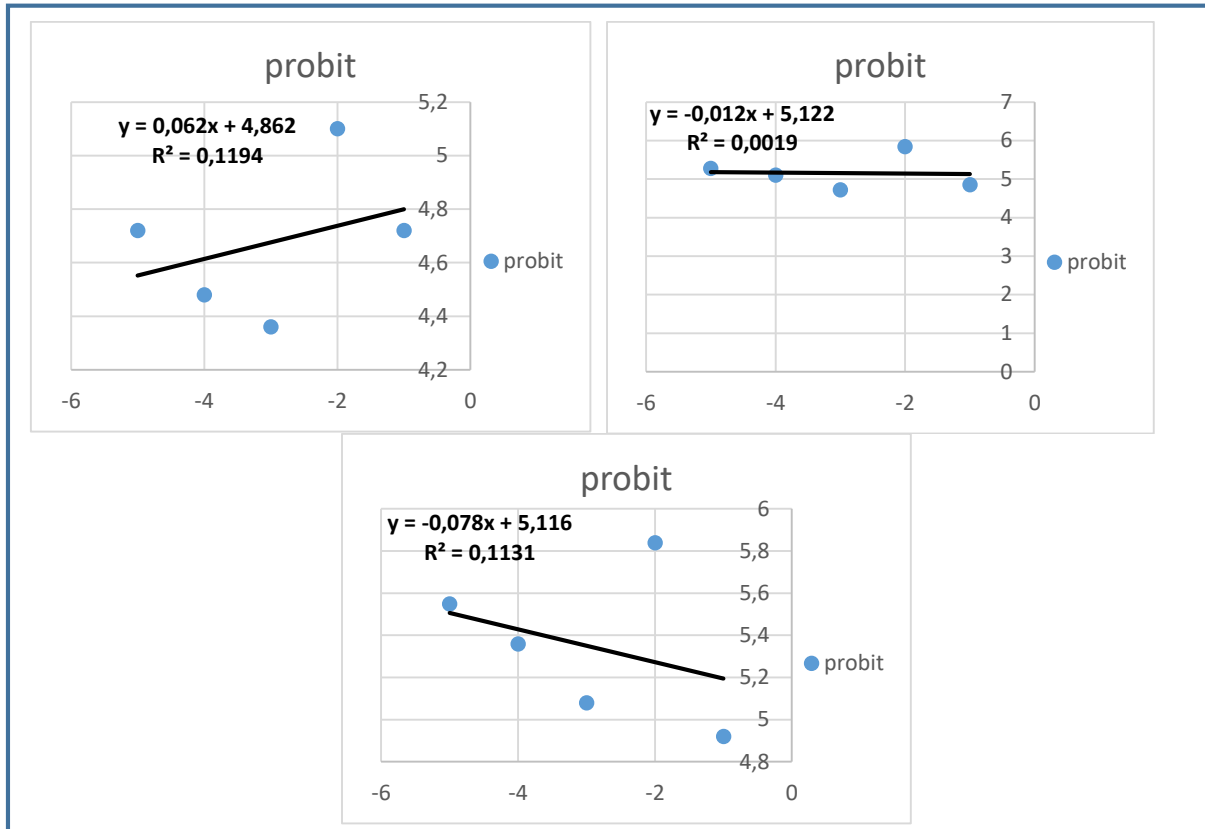 probit
y = 0,062x + 4,862
R² = 0,1194
5,2
5
4,8
4,6
4,4
4,2
-6
-4
-2
0
probit
probit
y = -0,012x + 5,122
R² = 0,0019
7
6
5
4
3
2
1
0
-6
-4
-2
0
probit
probit
y = -0,078x + 5,116
R² = 0,1131
6
5,8
5,6
5,4
5,2
5
4,8
-6
-4
-2
0
probit